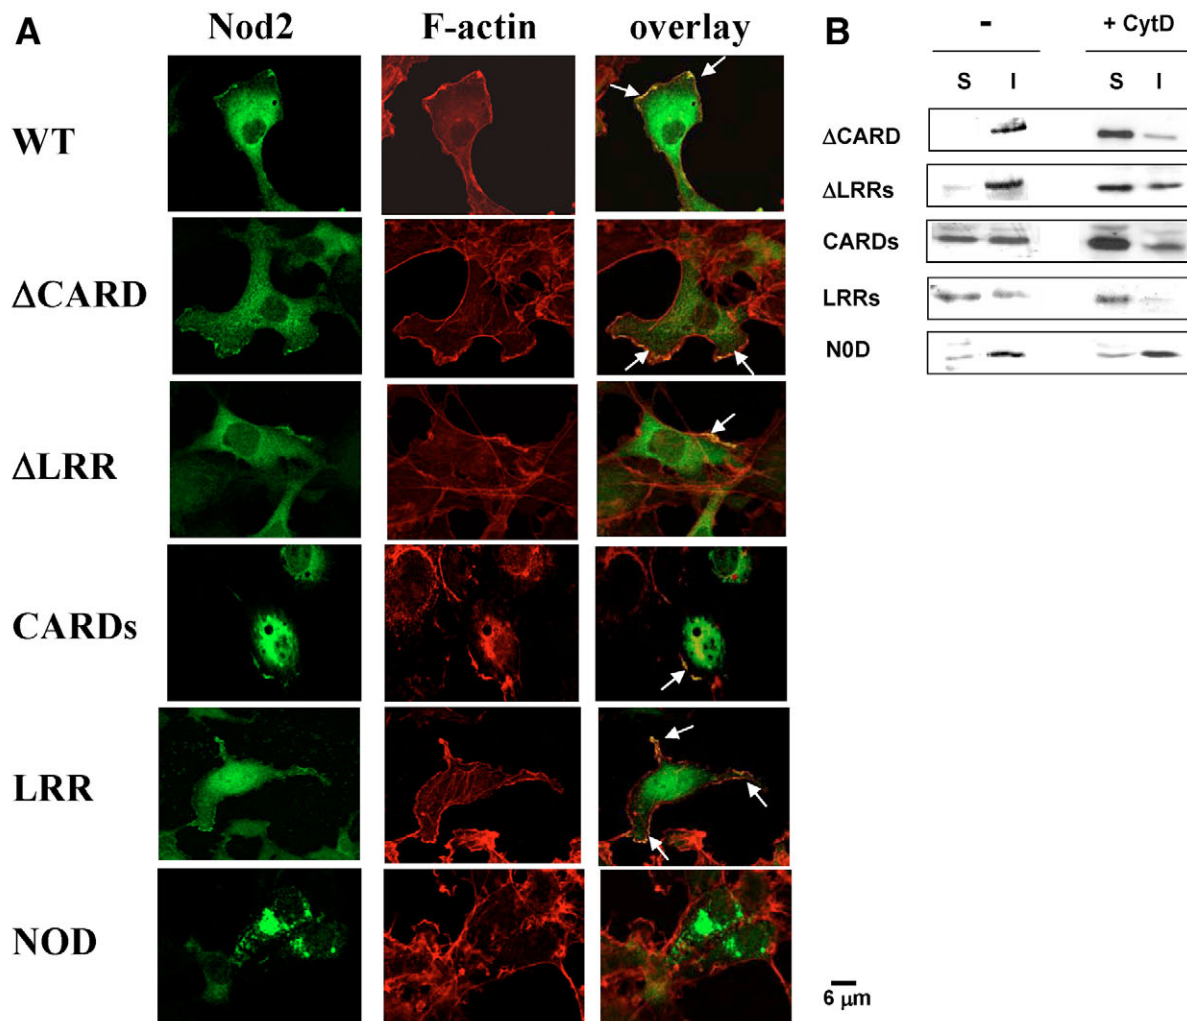 A Nod2 F-actin overlay
WT
ΔCARD
ΔLRR
CARDs
LRR
NOD
B - + CytD
S I S I
ΔCARD
ΔLRRs
CARDs
LRRs
N0D
6 μm